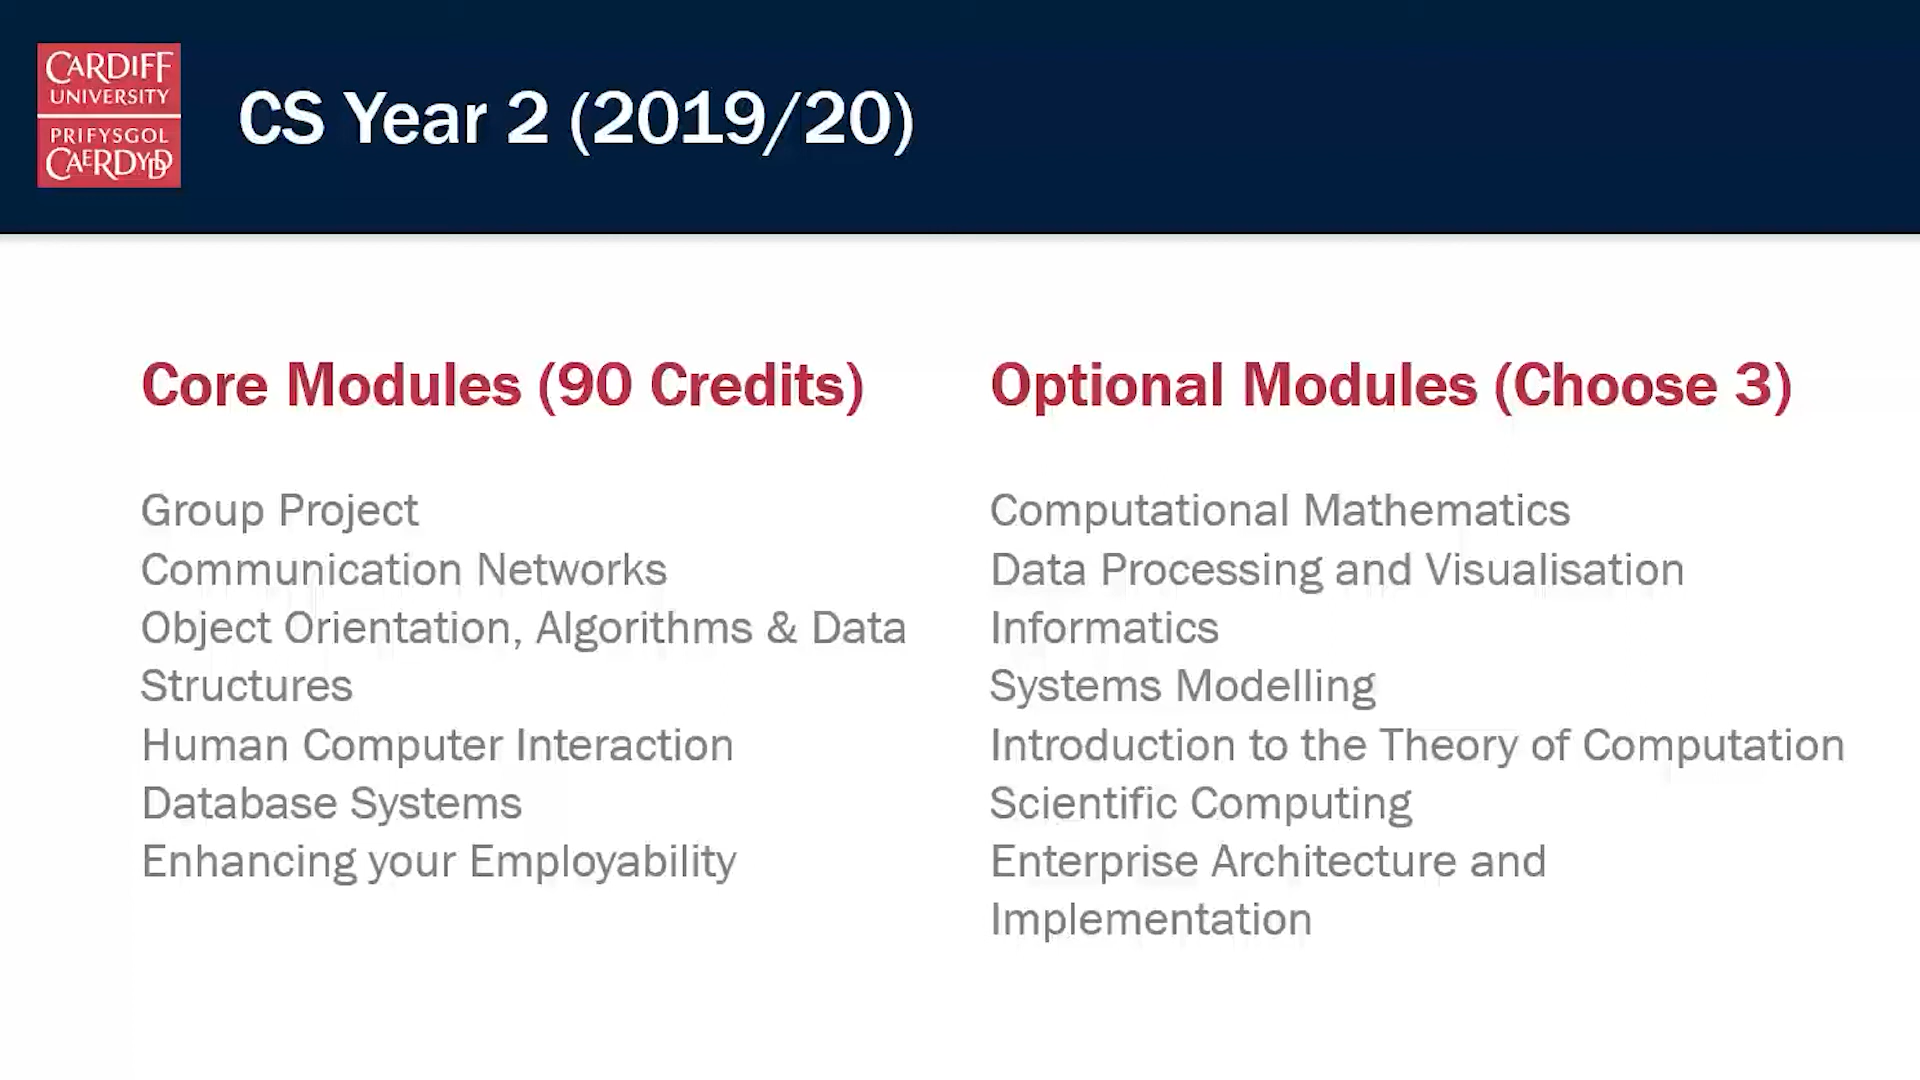 CARDIFF
UNIVERSITY
PRIFYSGOL
CAERDYDD
CS Year 2 (2019/20)
Core Modules (90 Credits)
Group Project
Communication Networks
Object Orientation, Algorithms & Data
Structures
Human Computer Interaction
Database Systems
Enhancing your Employability
Optional Modules (Choose 3)
Computational Mathematics
Data Processing and Visualisation
Informatics
Systems Modelling
Introduction to the Theory of Computation
Scientific Computing
Enterprise Architecture and
Implementation